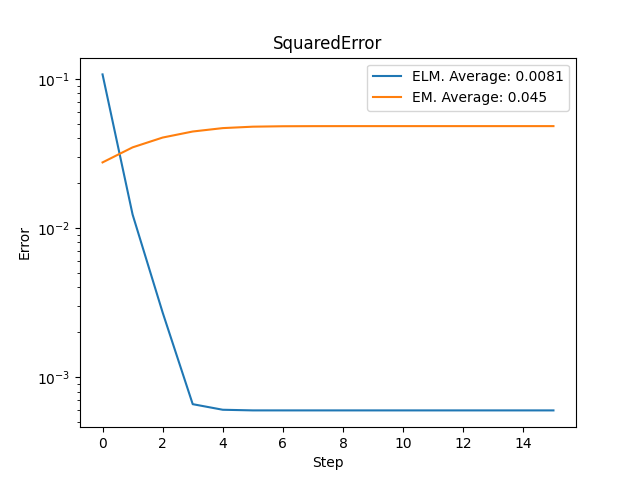 SquaredError
ELM. Average: 0.0081
EM. Average: 0.045
Error
10⁻¹
10⁻²
10⁻³
0 2 4 6 8 10 12 14
Step